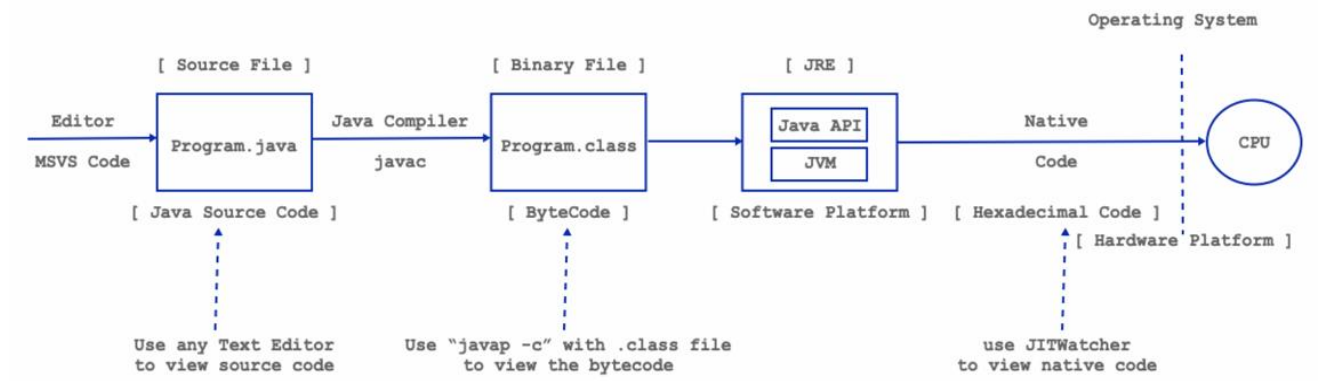 Operating System
[ Source File ]
[ Binary File ]
[ JRE ]
Editor
MSVS Code
Program.java
Java Compiler
javac
Program.class
Java API
JVM
Native
Code
CPU
[ Java Source Code ]
[ ByteCode ]
[ Software Platform ]
[ Hexadecimal Code ]
[ Hardware Platform ]
Use any Text Editor
to view source code
Use “javap -c” with .class file
to view the bytecode
use JITWatcher
to view native code